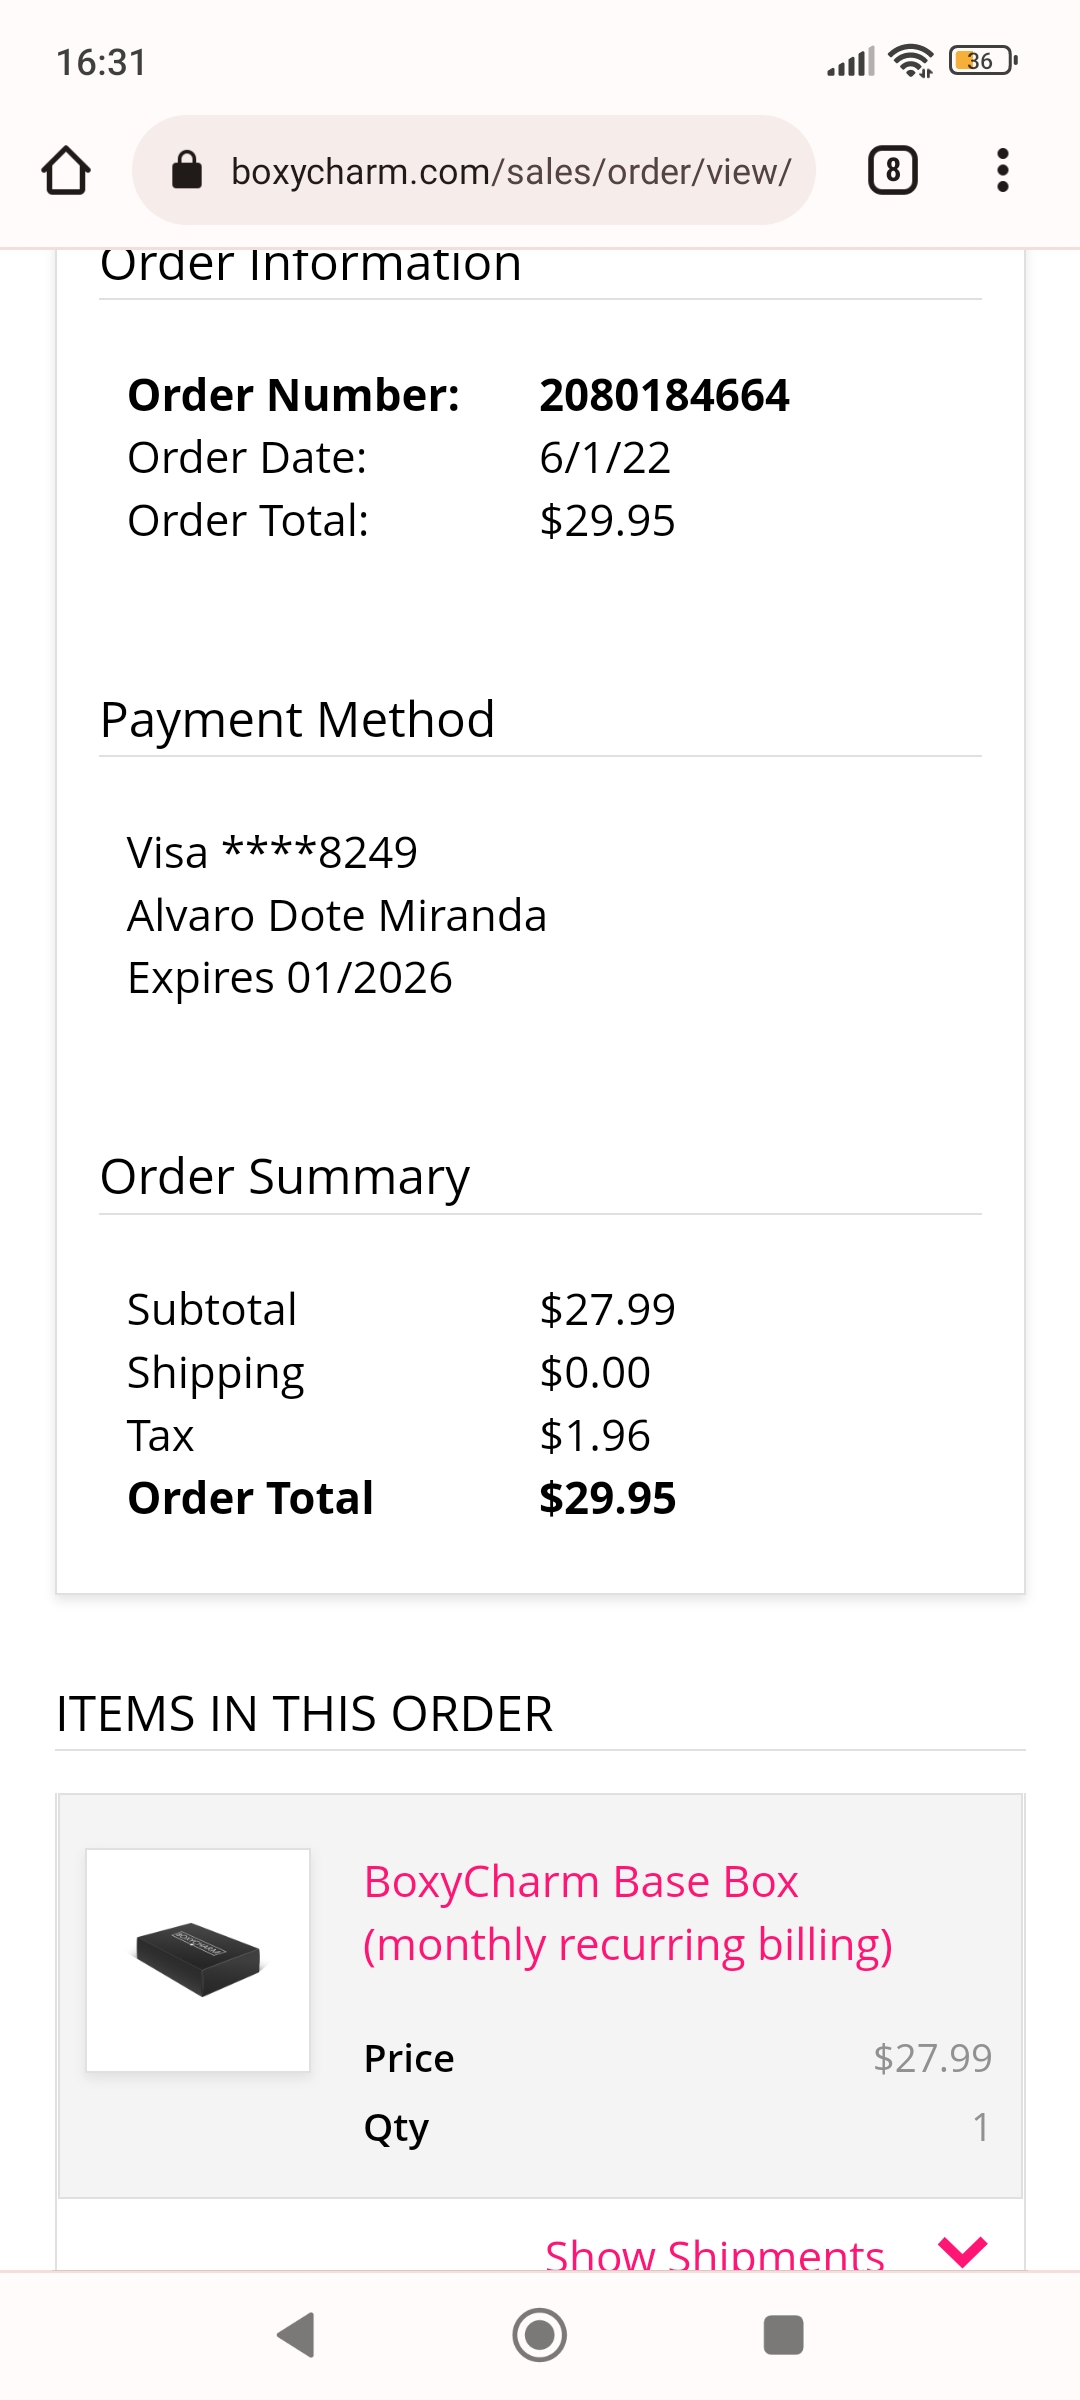 16:31
36
boxycharm.com/sales/order/view/
8
Order Information
Order Number: 2080184664
Order Date: 6/1/22
Order Total: $29.95
Payment Method
Visa ****8249
Alvaro Dote Miranda
Expires 01/2026
Order Summary
Subtotal $27.99
Shipping $0.00
Tax $1.96
Order Total $29.95
ITEMS IN THIS ORDER
BOXYCHARM
BoxyCharm Base Box
(monthly recurring billing)
Price $27.99
Qty 1
Show Shipments